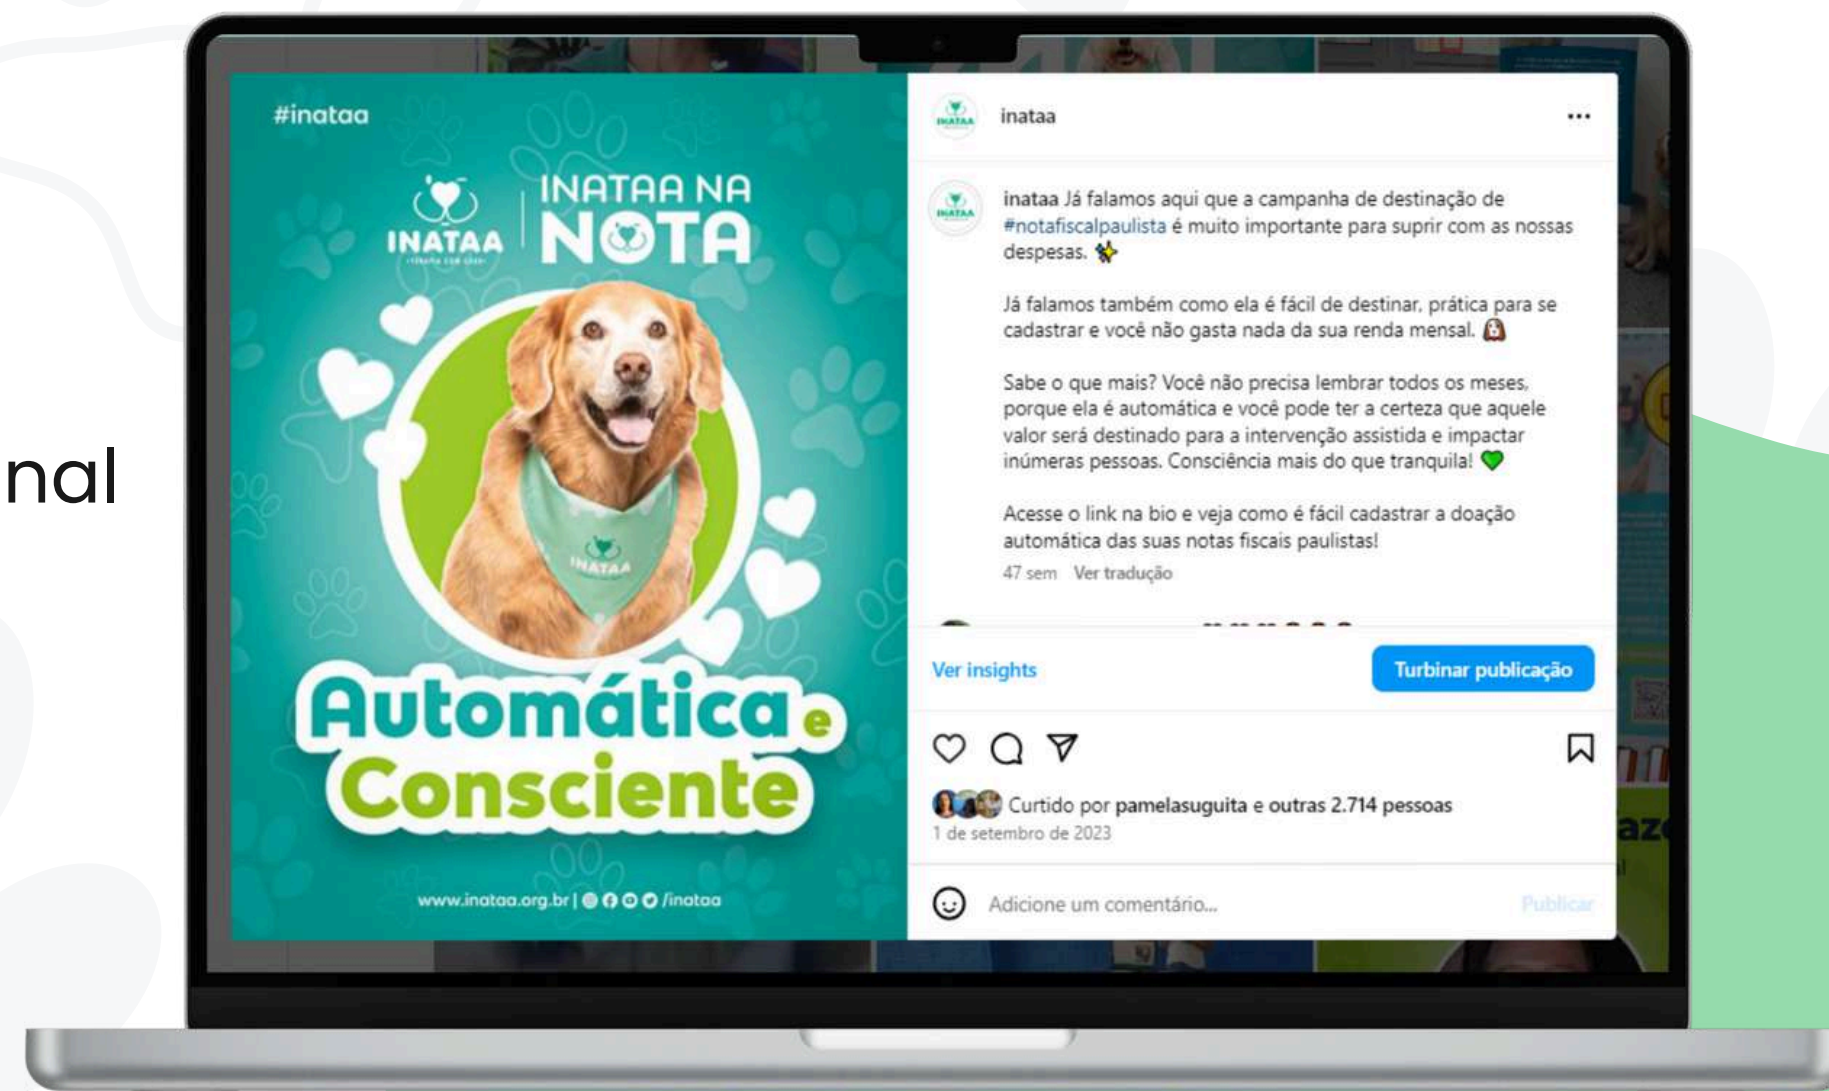 nal
#inataa
INATAA
INATAA NA
NOTA
INATAA
Automática e
Consciente
www.inataa.org.br | /inataa
inataa
inataa Já falamos aqui que a campanha de destinação de
#notafiscalpaulista é muito importante para suprir com as nossas
despesas.
Já falamos também como ela é fácil de destinar, prática para se
cadastrar e você não gasta nada da sua renda mensal.
Sabe o que mais? Você não precisa lembrar todos os meses,
porque ela é automática e você pode ter a certeza que aquele
valor será destinado para a intervenção assistida e impactar
inúmeras pessoas. Consciência mais do que tranquila!
Acesse o link na bio e veja como é fácil cadastrar a doação
automática das suas notas fiscais paulistas!
47 sem Ver tradução
Ver insights
Turbinar publicação
Curtido por pamelasuguita e outras 2.714 pessoas
1 de setembro de 2023
Adicione um comentário...
Publicar